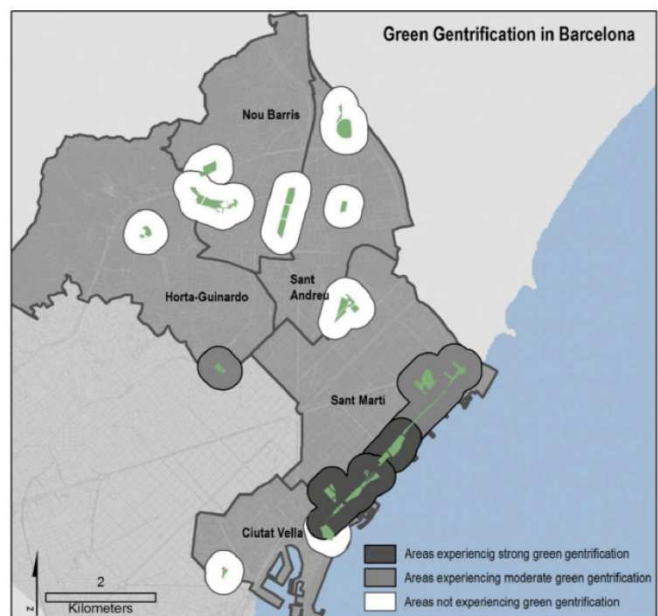 Green Gentrification in Barcelona
Nou Barris
Horta-Guinardo
Sant
Andreu
Sant Marti
Ciutat Vella
Areas experiencig strong green gentrification
Areas experiencing moderate green gentrification
Areas not experiencing green gentrification
2
Kilometers
z